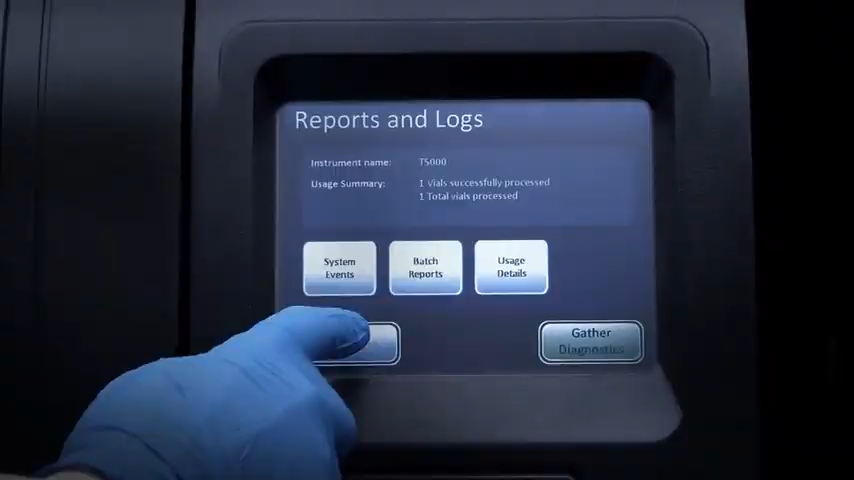 Reports and Logs
Instrument name: T5000
Usage Summary: 1 Vials successfully processed
1 Total vials processed
System
Events
Batch
Reports
Usage
Details
Gather
Diagnostics